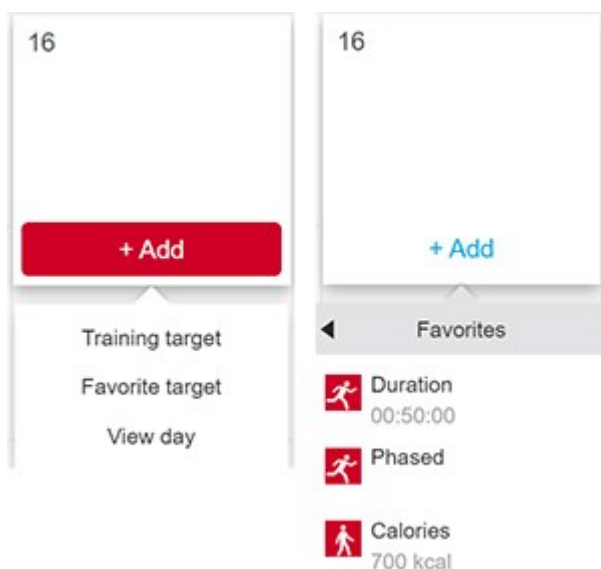 16
+ Add
Training target
Favorite target
View day
16
+ Add
Favorites
Duration
00:50:00
Phased
Calories
700 kcal